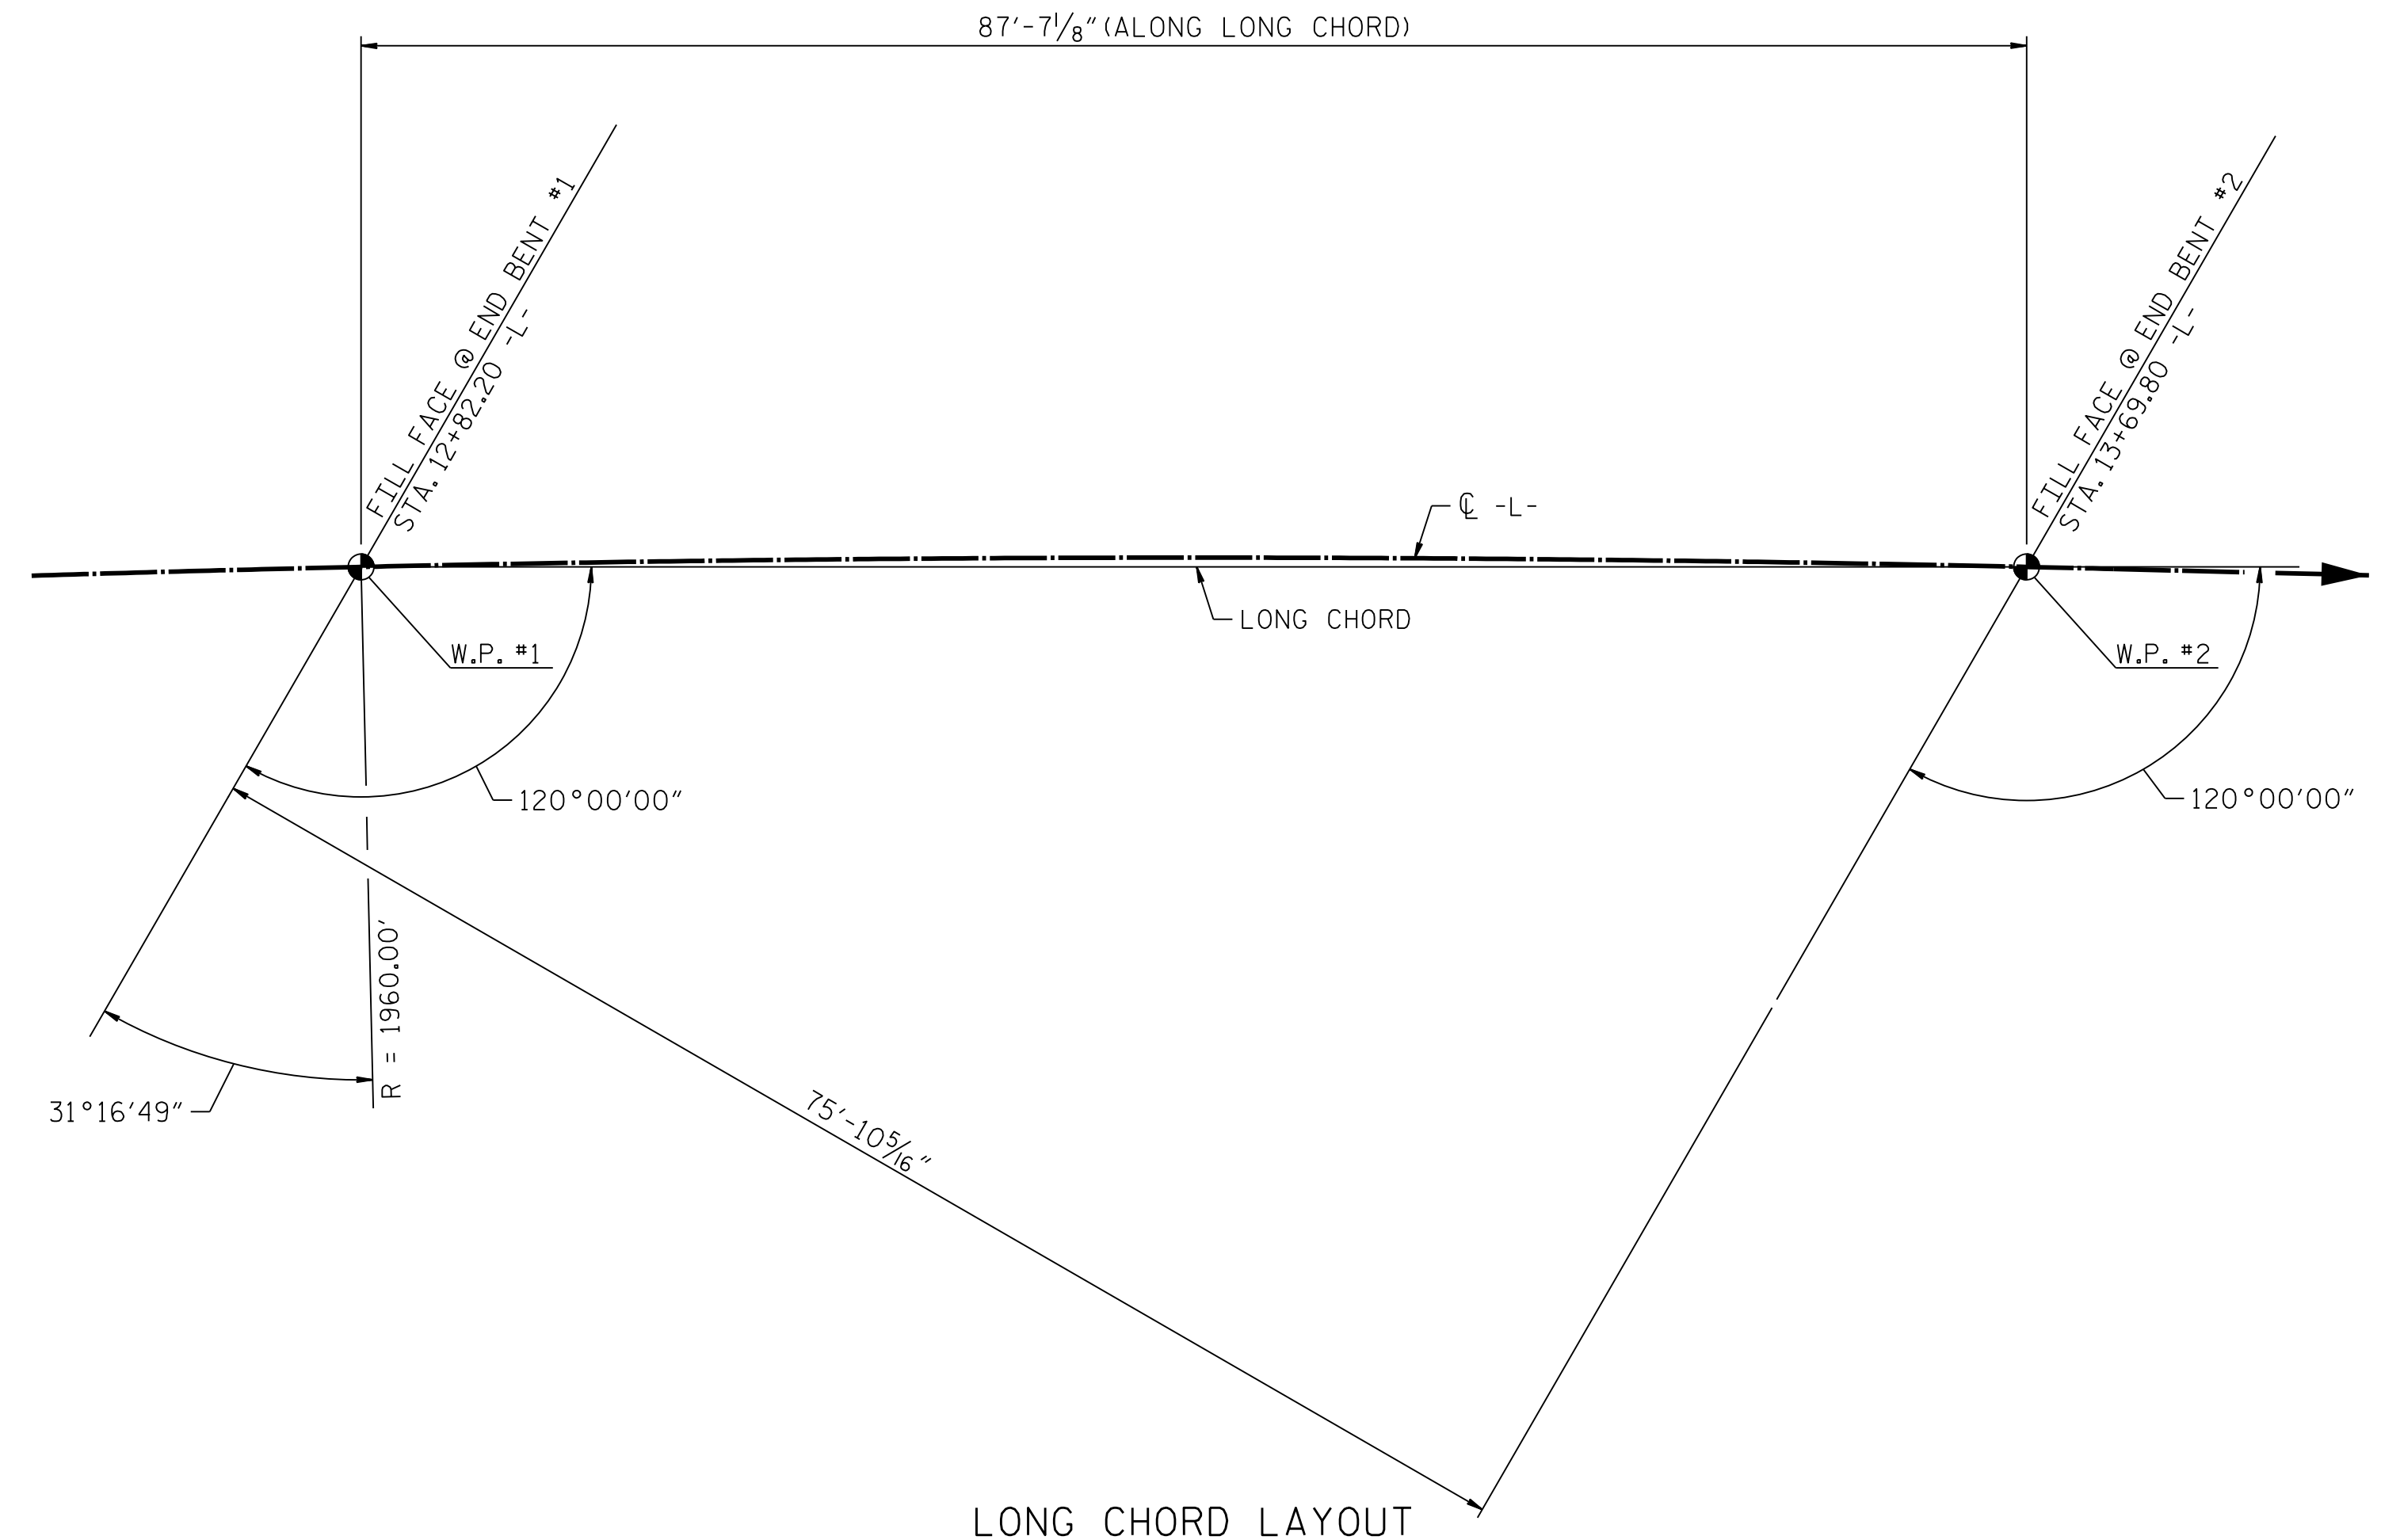 87'-7 1/8" (ALONG LONG CHORD)
FILL FACE @ END BENT #1
STA. 12+82.20 -L-
FILL FACE @ END BENT #2
STA. 13+69.80 -L-
℄ -L-
LONG CHORD
W.P. #1
W.P. #2
120°00'00"
120°00'00"
R = 1960.00'
31°16'49"
75'-10 5/16"
LONG CHORD LAYOUT